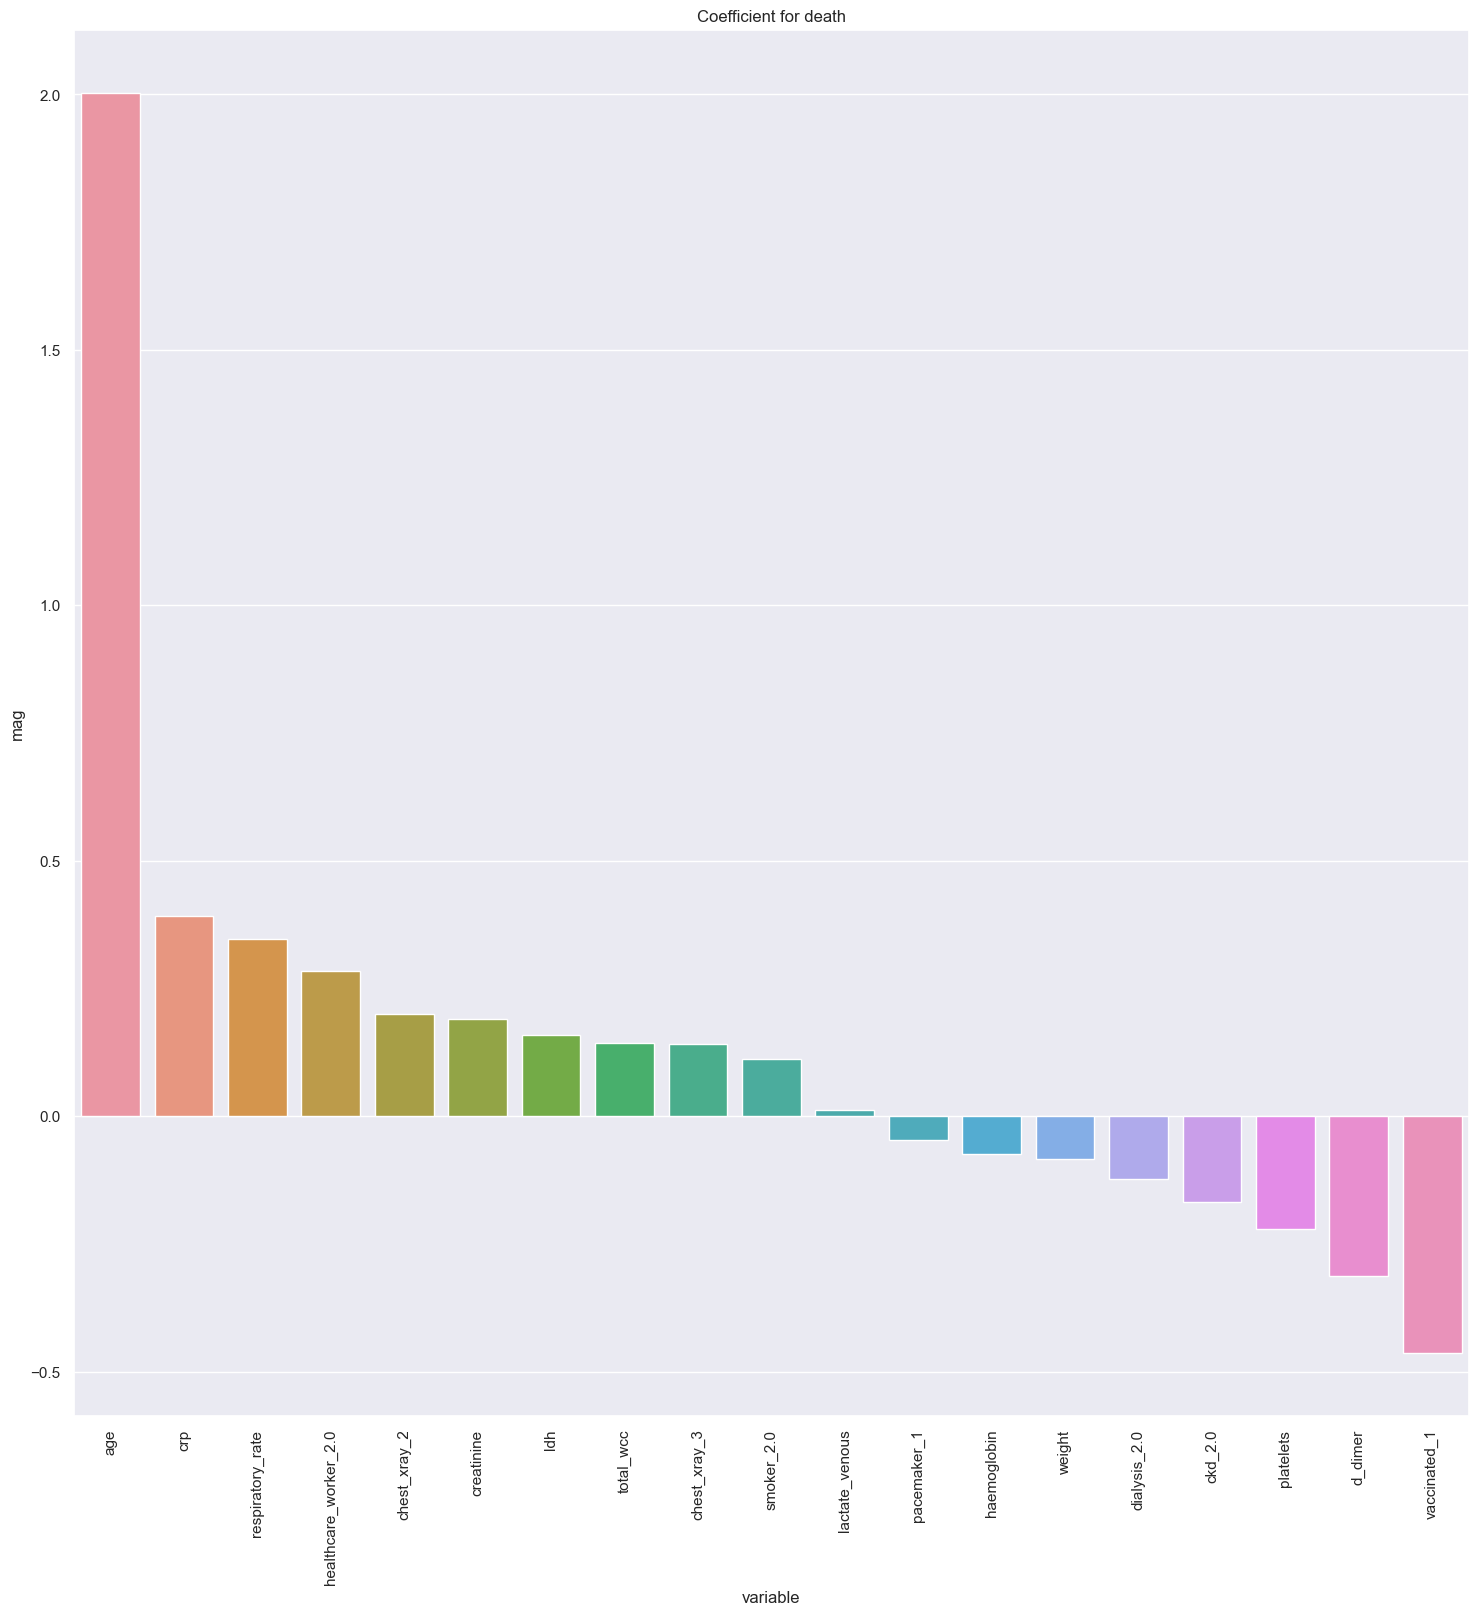 Coefficient for death
2.0
1.5
1.0
0.5
0.0
−0.5
mag
age
crp
respiratory_rate
healthcare_worker_2.0
chest_xray_2
creatinine
ldh
total_wcc
chest_xray_3
smoker_2.0
lactate_venous
pacemaker_1
haemoglobin
weight
dialysis_2.0
ckd_2.0
platelets
d_dimer
vaccinated_1
variable